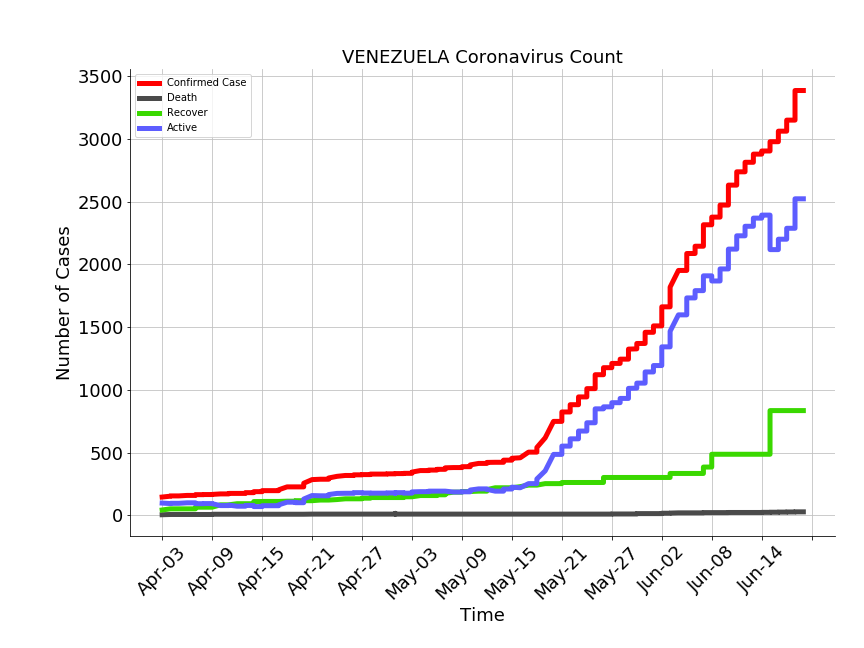 VENEZUELA Coronavirus Count
Confirmed Case
Death
Recover
Active
Number of Cases
3500
3000
2500
2000
1500
1000
500
0
Apr-03
Apr-09
Apr-15
Apr-21
Apr-27
May-03
May-09
May-15
May-21
May-27
Jun-02
Jun-08
Jun-14
Time